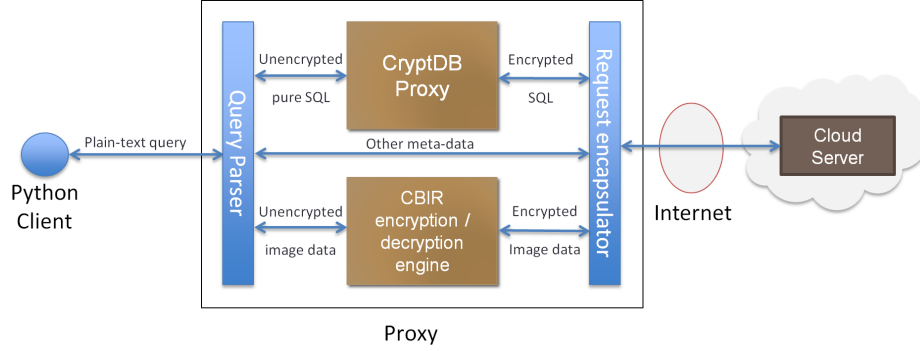 Python
Client
Plain-text query
Query Parser
Unencrypted
pure SQL
CryptDB
Proxy
Encrypted
SQL
Other meta-data
Unencrypted
image data
CBIR
encryption /
decryption
engine
Encrypted
Image data
Request encapsulator
Internet
Cloud
Server
Proxy